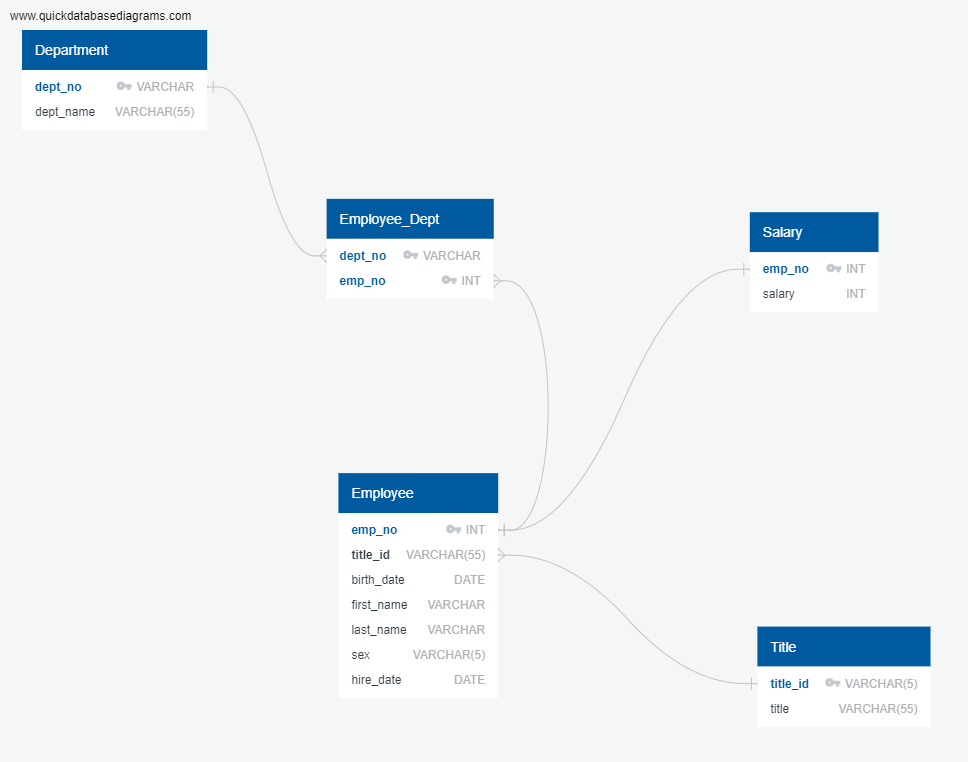 www.quickdatabasediagrams.com
Department
dept_no VARCHAR
dept_name VARCHAR(55)
Employee_Dept
dept_no VARCHAR
emp_no INT
Salary
emp_no INT
salary INT
Employee
emp_no INT
title_id VARCHAR(55)
birth_date DATE
first_name VARCHAR
last_name VARCHAR
sex VARCHAR(5)
hire_date DATE
Title
title_id VARCHAR(5)
title VARCHAR(55)